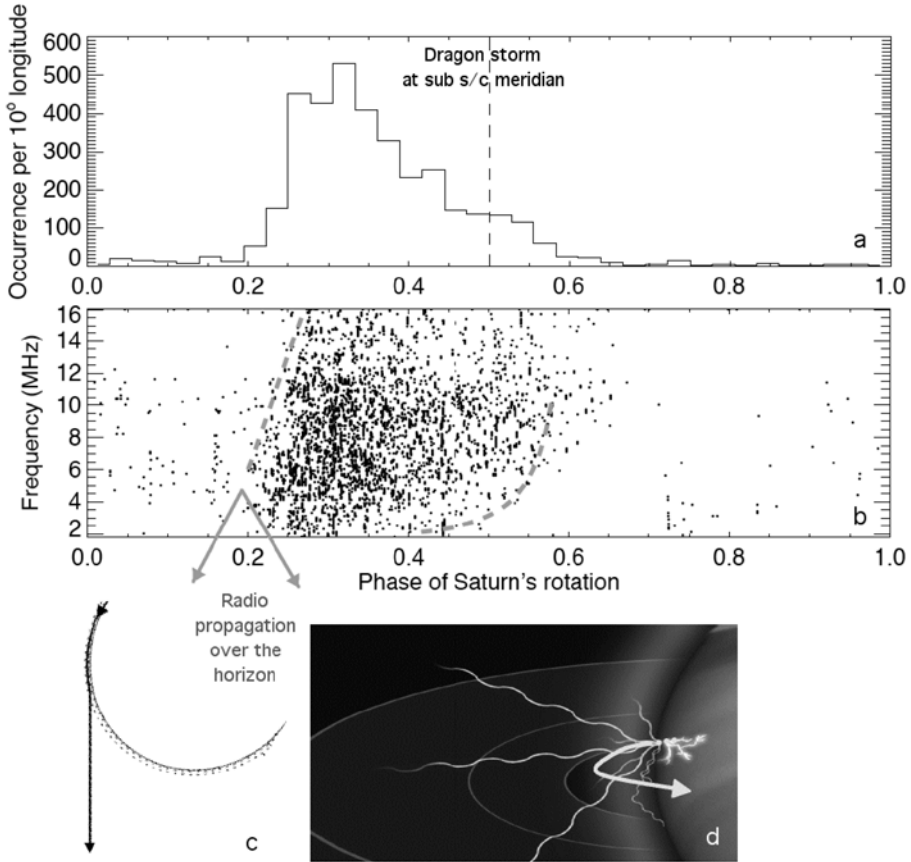 Occurrence per 10⁰ longitude
600
500
400
300
200
100
0
Dragon storm
at sub s/c meridian
a
0.0 0.2 0.4 0.6 0.8 1.0
Frequency (MHz)
16
14
12
10
8
6
4
2
b
0.0 0.2 0.4 0.6 0.8 1.0
Phase of Saturn's rotation
Radio
propagation
over the
horizon
c
d